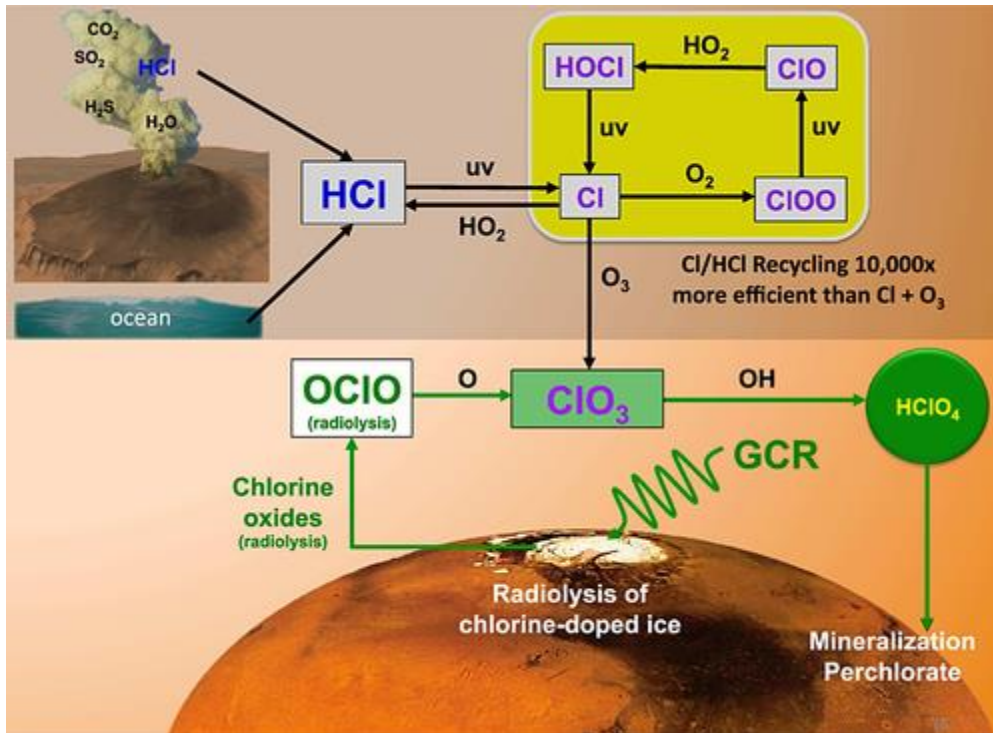 CO₂
SO₂
HCl
H₂S
H₂O
HO₂
HOCl
ClO
uv
uv
HCl
uv
Cl
O₂
ClOO
HO₂
O₃
Cl/HCl Recycling 10,000x
more efficient than Cl + O₃
ocean
OClO
(radiolysis)
O
ClO₃
OH
HClO₄
GCR
Chlorine
oxides
(radiolysis)
Radiolysis of
chlorine-doped ice
Mineralization
Perchlorate